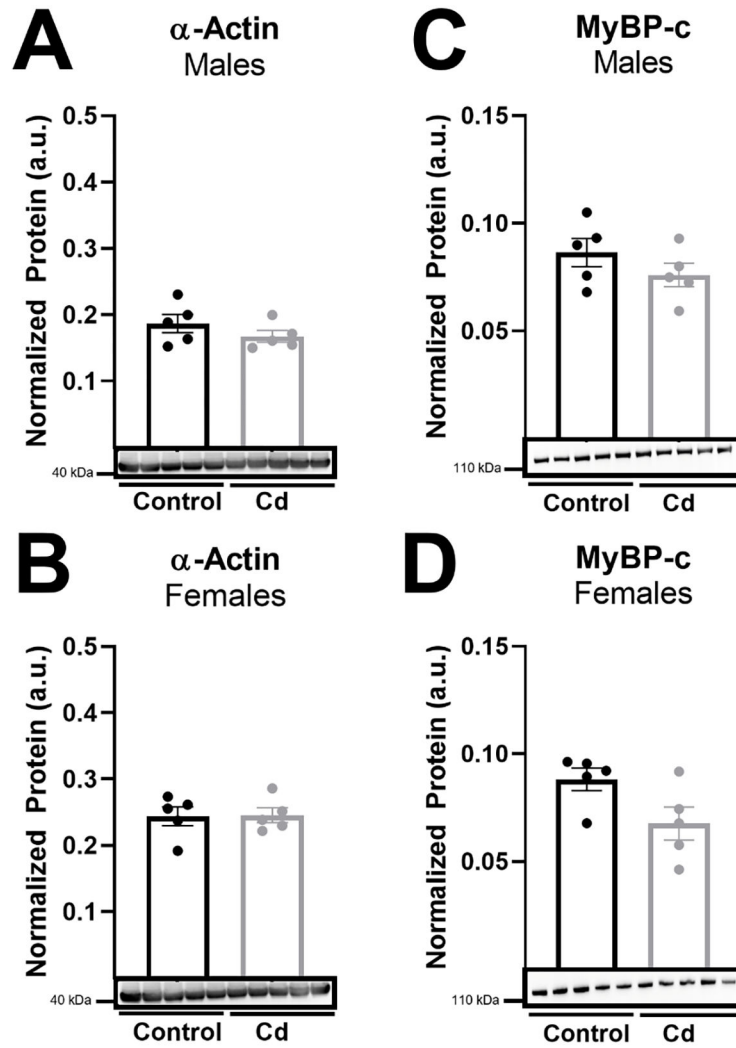 A
α-Actin
Males
Normalized Protein (a.u.)
0.5
0.4
0.3
0.2
0.1
40 kDa
Control Cd
C
MyBP-c
Males
Normalized Protein (a.u.)
0.15
0.10
0.05
110 kDa
Control Cd
B
α-Actin
Females
Normalized Protein (a.u.)
0.5
0.4
0.3
0.2
0.1
40 kDa
Control Cd
D
MyBP-c
Females
Normalized Protein (a.u.)
0.15
0.10
0.05
110 kDa
Control Cd